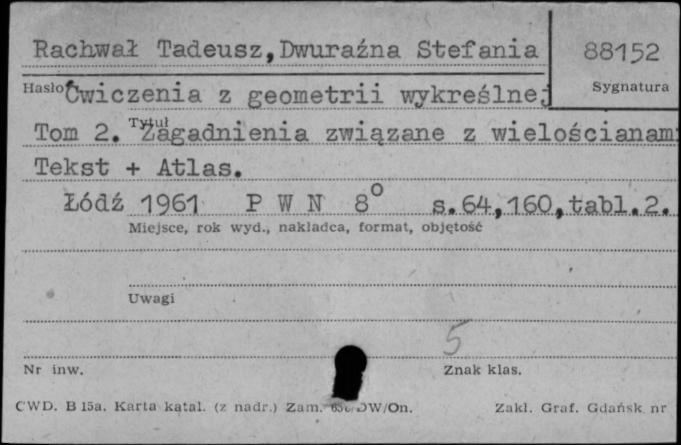 Rachwał Tadeusz, Dwuraźna Stefania 88152
Hasło Sygnatura
Ćwiczenia z geometrii wykreślnej
Tytuł
Tom 2. Zagadnienia związane z wielościanami
Tekst + Atlas.
Łódź 1961 P W N 8° s.64,160,tabl.2.
Miejsce, rok wyd., nakładca, format, objętość
Uwagi
5
Nr inw. Znak klas.
CWD. B 15a. Karta katal. (z nadr.) Zam. DW/On. Zakł. Graf. Gdańsk nr